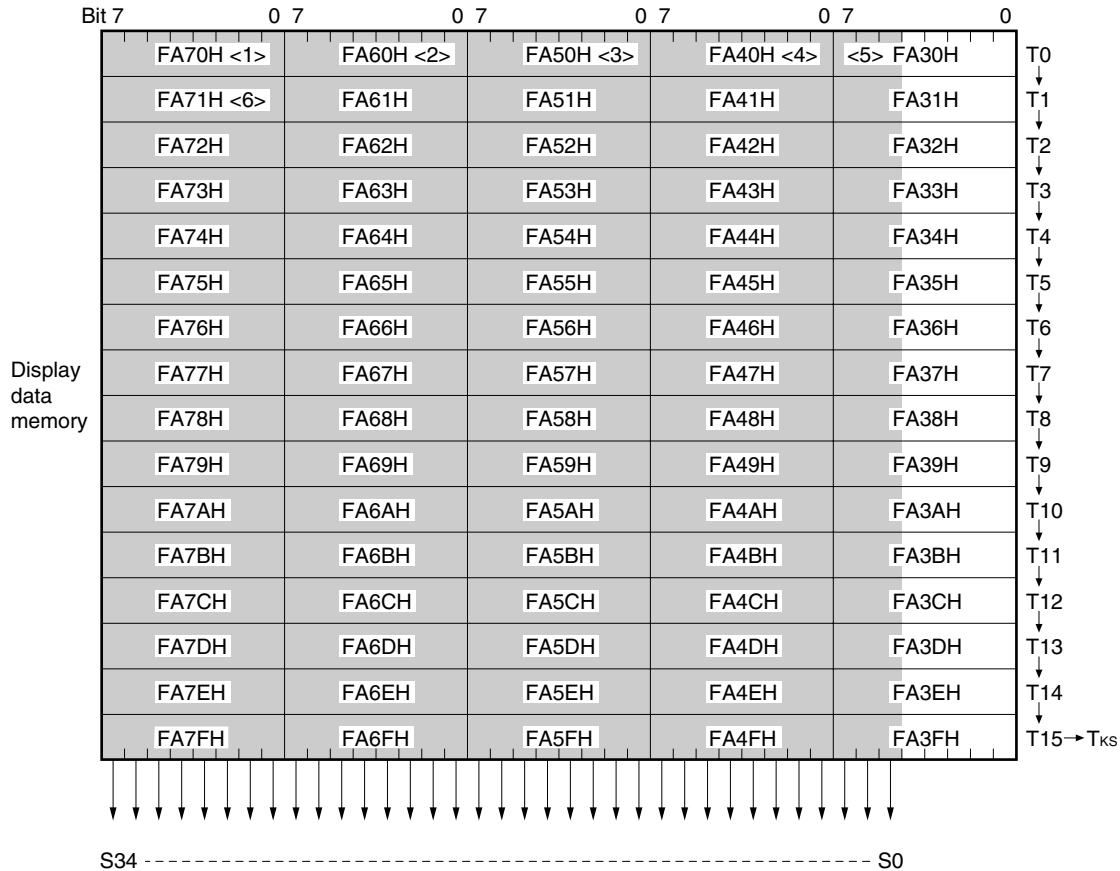 Bit 7 0 7 0 7 0 7 0 7 0
FA70H <1> FA60H <2> FA50H <3> FA40H <4> <5> FA30H T0
FA71H <6> FA61H FA51H FA41H FA31H T1
FA72H FA62H FA52H FA42H FA32H T2
FA73H FA63H FA53H FA43H FA33H T3
FA74H FA64H FA54H FA44H FA34H T4
FA75H FA65H FA55H FA45H FA35H T5
FA76H FA66H FA56H FA46H FA36H T6
Display
data
memory
FA77H FA67H FA57H FA47H FA37H T7
FA78H FA68H FA58H FA48H FA38H T8
FA79H FA69H FA59H FA49H FA39H T9
FA7AH FA6AH FA5AH FA4AH FA3AH T10
FA7BH FA6BH FA5BH FA4BH FA3BH T11
FA7CH FA6CH FA5CH FA4CH FA3CH T12
FA7DH FA6DH FA5DH FA4DH FA3DH T13
FA7EH FA6EH FA5EH FA4EH FA3EH T14
FA7FH FA6FH FA5FH FA4FH FA3FH T15 → TKS
S34 S0